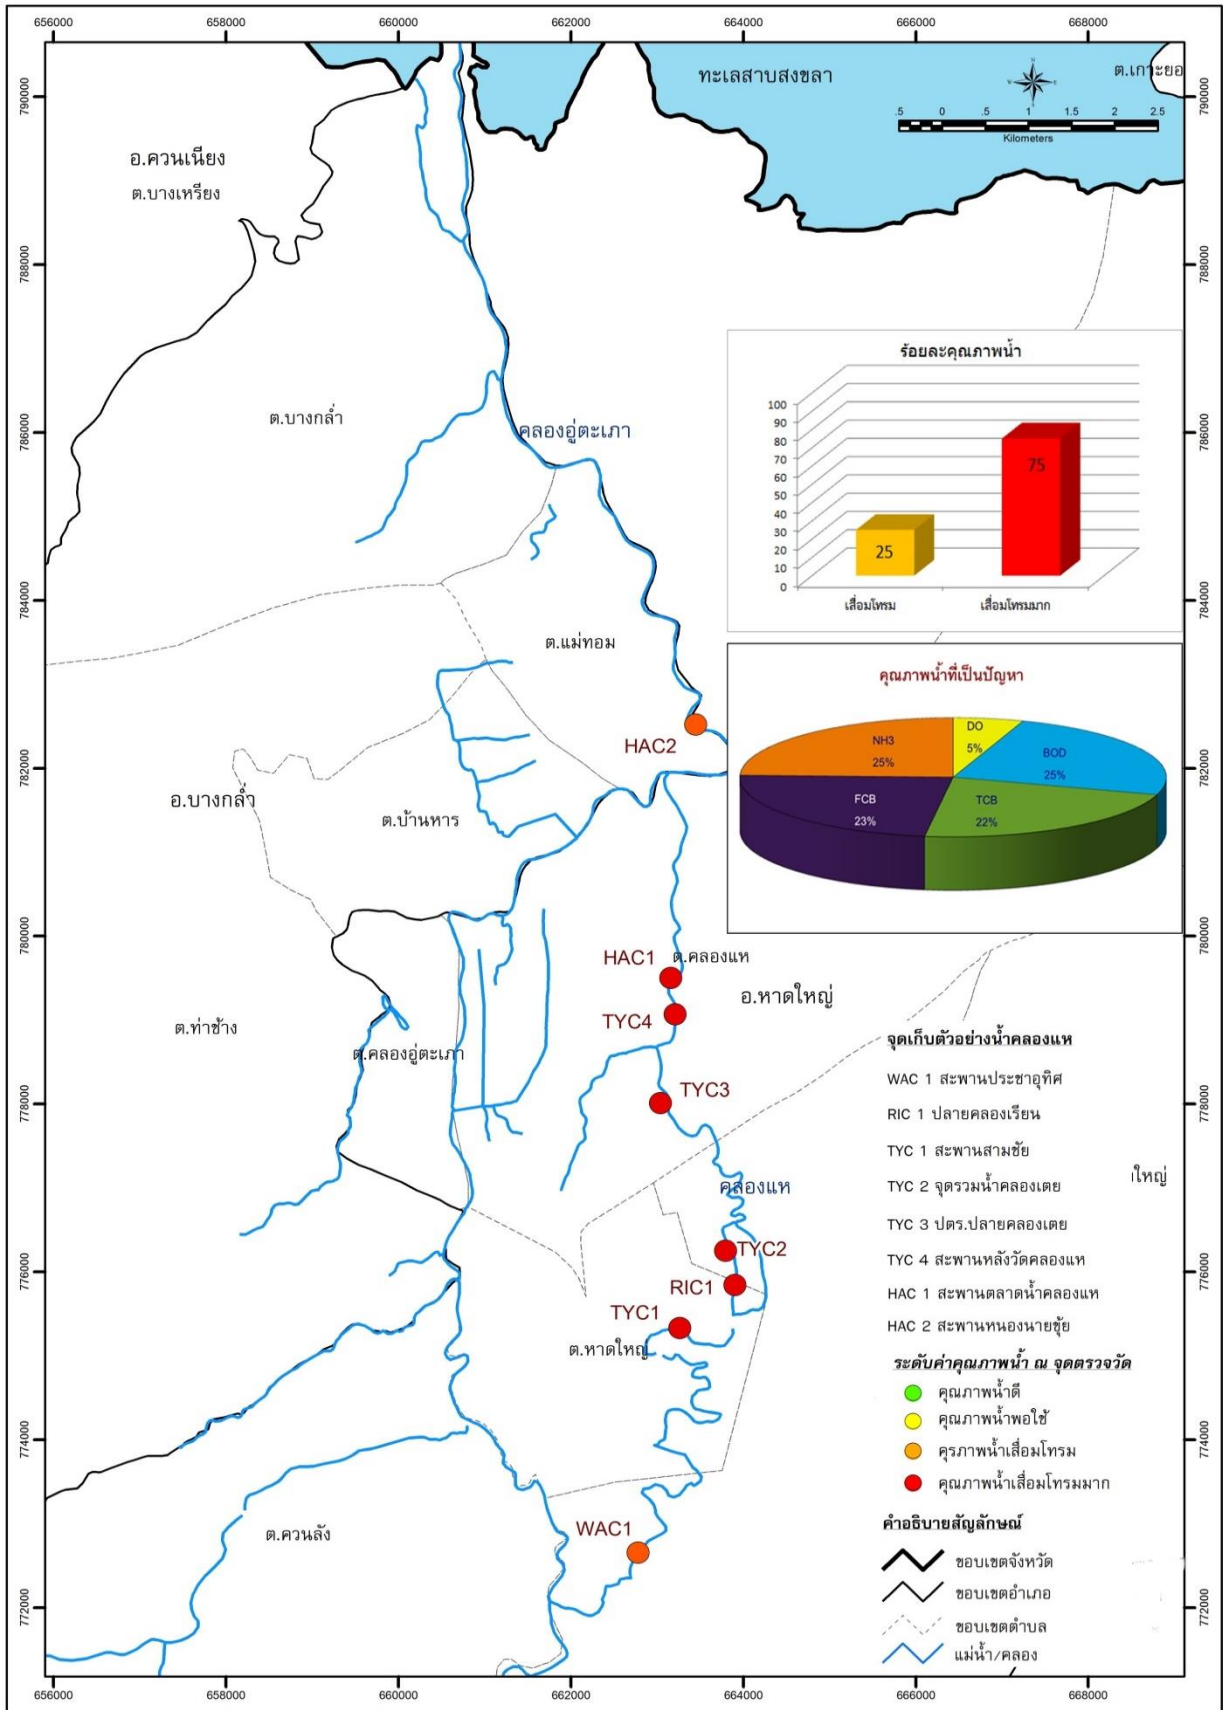 656000 658000 660000 662000 664000 666000 668000
ทะเลสาบสงขลา
ต.เกาะยอ
N
W E
S
.5 0 .5 1 1.5 2 2.5
Kilometers
790000 790000
อ.ควนเนียง
ต.บางเหรียง
788000 788000
ต.บางกล่ำ
คลองอู่ตะเภา
786000 786000
ร้อยละคุณภาพน้ำ
100
90
80
70
60
50
40
30
20
10
0
25
75
เสื่อมโทรม เสื่อมโทรมมาก
784000 784000
ต.แม่ทอม
คุณภาพน้ำที่เป็นปัญหา
NH3
25%
DO
5%
BOD
25%
FCB
23%
TCB
22%
HAC2
782000 782000
อ.บางกล่ำ
ต.บ้านหาร
780000 780000
HAC1
ต.คลองแห
อ.หาดใหญ่
TYC4
ต.ท่าช้าง
ต.คลองอู่ตะเภา
TYC3
778000 778000
คลองแห
TYC2
RIC1
776000 776000
TYC1
ต.หาดใหญ่
774000 774000
ต.ควนลัง
WAC1
772000 772000
จุดเก็บตัวอย่างน้ำคลองแห
WAC 1 สะพานประชาอุทิศ
RIC 1 ปลายคลองเรียน
TYC 1 สะพานสามชัย
ใหญ่
TYC 2 จุดรวมน้ำคลองเตย
TYC 3 ปตร.ปลายคลองเตย
TYC 4 สะพานหลังวัดคลองแห
HAC 1 สะพานตลาดน้ำคลองแห
HAC 2 สะพานหนองนายขุ้ย
ระดับค่าคุณภาพน้ำ ณ จุดตรวจวัด
คุณภาพน้ำดี
คุณภาพน้ำพอใช้
คุรภาพน้ำเสื่อมโทรม
คุณภาพน้ำเสื่อมโทรมมาก
คำอธิบายสัญลักษณ์
ขอบเขตจังหวัด
ขอบเขตอำเภอ
ขอบเขตตำบล
แม่น้ำ/คลอง
656000 658000 660000 662000 664000 666000 668000